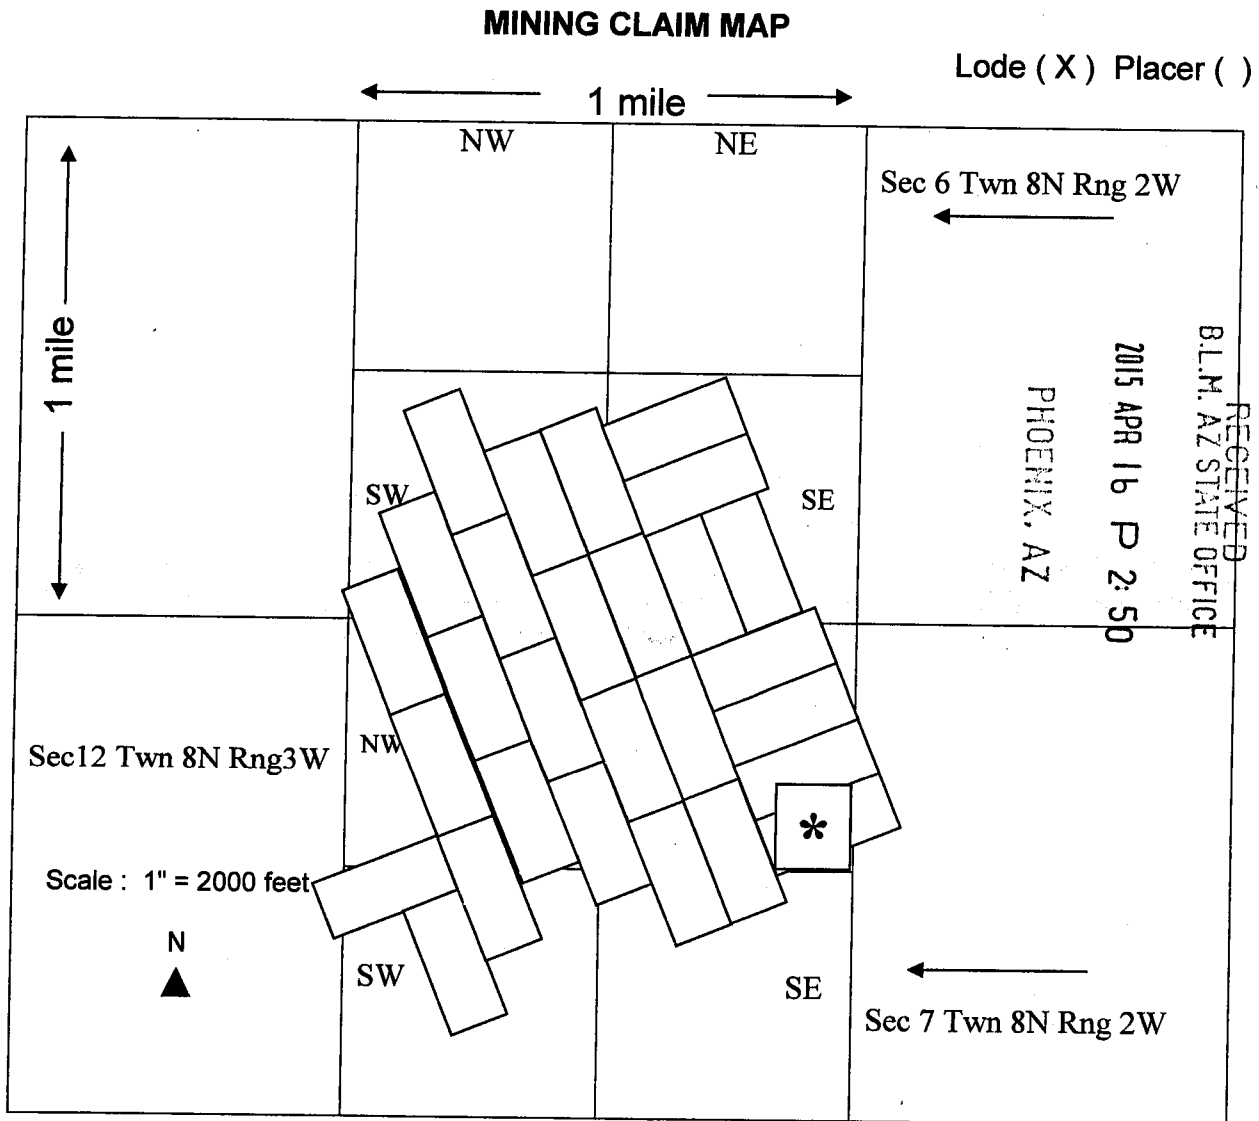 MINING CLAIM MAP
Lode ( X ) Placer ( )
1 mile
NW
NE
Sec 6 Twn 8N Rng 2W
1 mile
RECEIVED
B.L.M. AZ STATE OFFICE
2015 APR 16 P 2:50
PHOENIX, AZ
SW
SE
NW
Sec12 Twn 8N Rng3W
*
Scale : 1" = 2000 feet
N
SW
SE
Sec 7 Twn 8N Rng 2W